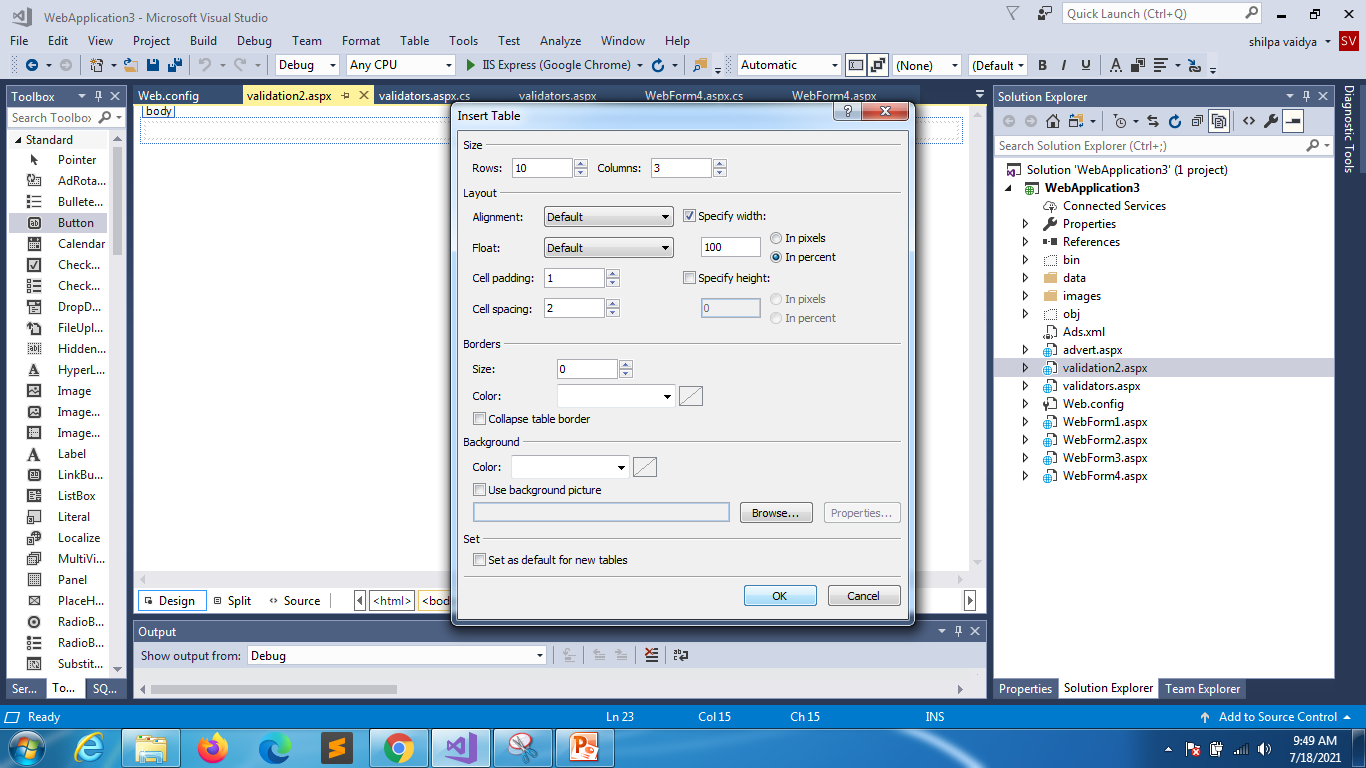 WebApplication3 - Microsoft Visual Studio
Quick Launch (Ctrl+Q)
File Edit View Project Build Debug Team Format Table Tools Test Analyze Window Help
shilpa vaidya SV
Debug Any CPU IIS Express (Google Chrome) Automatic (None) (Default B I U A
Toolbox
Search Toolbox
Standard
Pointer
AdRota...
Bullete...
Button
Calendar
Check...
Check...
DropD...
FileUpl...
Hidden...
HyperL...
Image
Image...
Image...
Label
LinkBu...
ListBox
Literal
Localize
MultiVi...
Panel
PlaceH...
RadioB...
RadioB...
Substit...
Ser... To... SQ...
Web.config validation2.aspx validators.aspx.cs validators.aspx WebForm4.aspx.cs WebForm4.aspx
body
Insert Table
Size
Rows: 10 Columns: 3
Layout
Alignment: Default Specify width:
Float: Default 100 In pixels
In percent
Cell padding: 1 Specify height:
Cell spacing: 2 0 In pixels
In percent
Borders
Size: 0
Color:
Collapse table border
Background
Color:
Use background picture
Browse... Properties...
Set
Set as default for new tables
OK Cancel
Design Split Source <html> <bod
Output
Show output from: Debug
Solution Explorer
Search Solution Explorer (Ctrl+;)
Solution 'WebApplication3' (1 project)
WebApplication3
Connected Services
Properties
References
bin
data
images
obj
Ads.xml
advert.aspx
validation2.aspx
validators.aspx
Web.config
WebForm1.aspx
WebForm2.aspx
WebForm3.aspx
WebForm4.aspx
Properties Solution Explorer Team Explorer
Diagnostic Tools
Ready Ln 23 Col 15 Ch 15 INS Add to Source Control
9:49 AM
7/18/2021